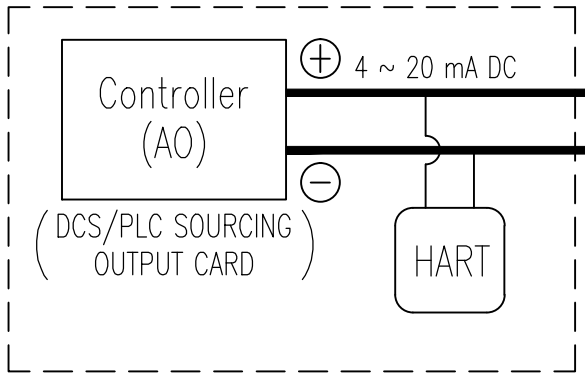 +
4 ~ 20 mA DC
Controller
(AO)
−
(DCS/PLC SOURCING
OUTPUT CARD)
HART